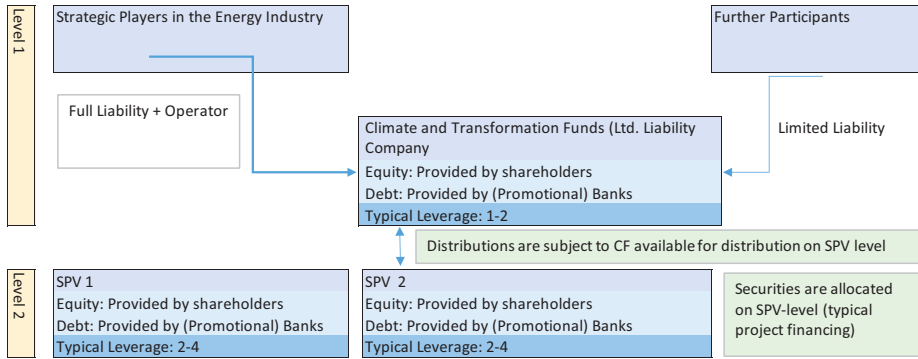 Level 1
Strategic Players in the Energy Industry
Further Participants
Full Liability + Operator
Limited Liability
Climate and Transformation Funds (Ltd. Liability
Company
Equity: Provided by shareholders
Debt: Provided by (Promotional) Banks
Typical Leverage: 1-2
Distributions are subject to CF available for distribution on SPV level
Level 2
SPV 1
Equity: Provided by shareholders
Debt: Provided by (Promotional) Banks
Typical Leverage: 2-4
SPV 2
Equity: Provided by shareholders
Debt: Provided by (Promotional) Banks
Typical Leverage: 2-4
Securities are allocated
on SPV-level (typical
project financing)